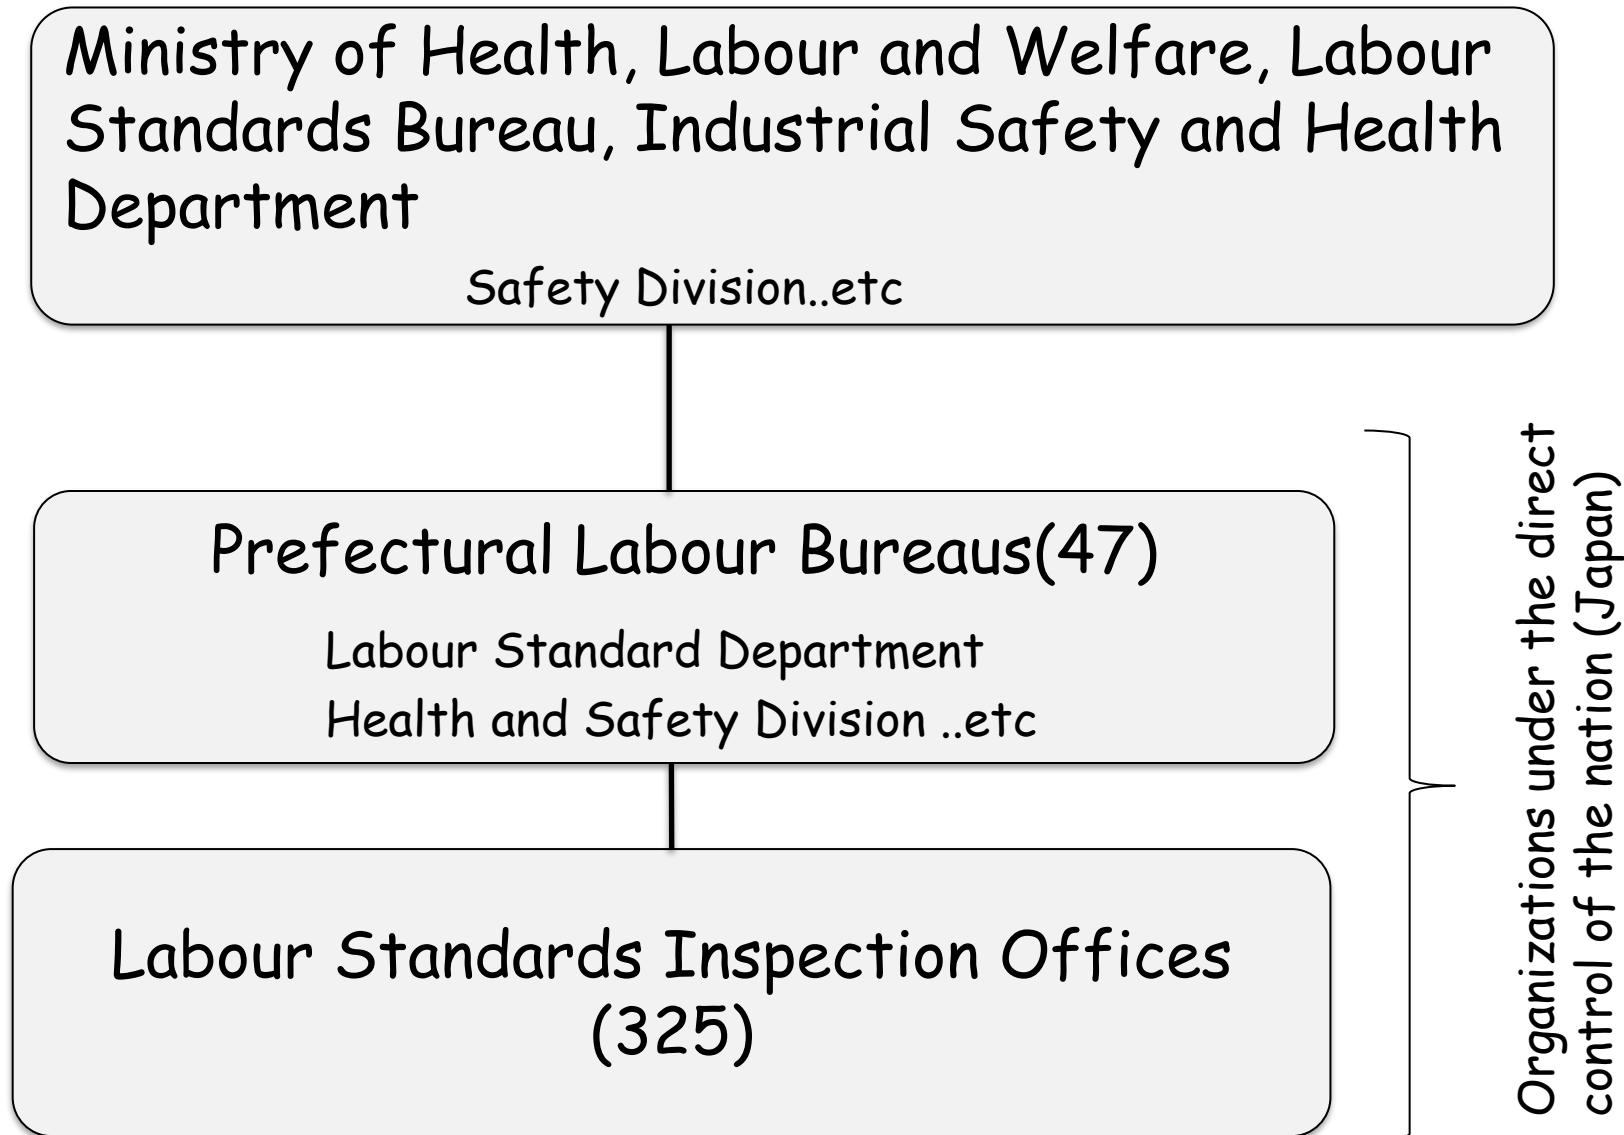 Ministry of Health, Labour and Welfare, Labour
Standards Bureau, Industrial Safety and Health
Department
Safety Division..etc
Prefectural Labour Bureaus(47)
Labour Standard Department
Health and Safety Division ..etc
Labour Standards Inspection Offices
(325)
Organizations under the direct
control of the nation (Japan)